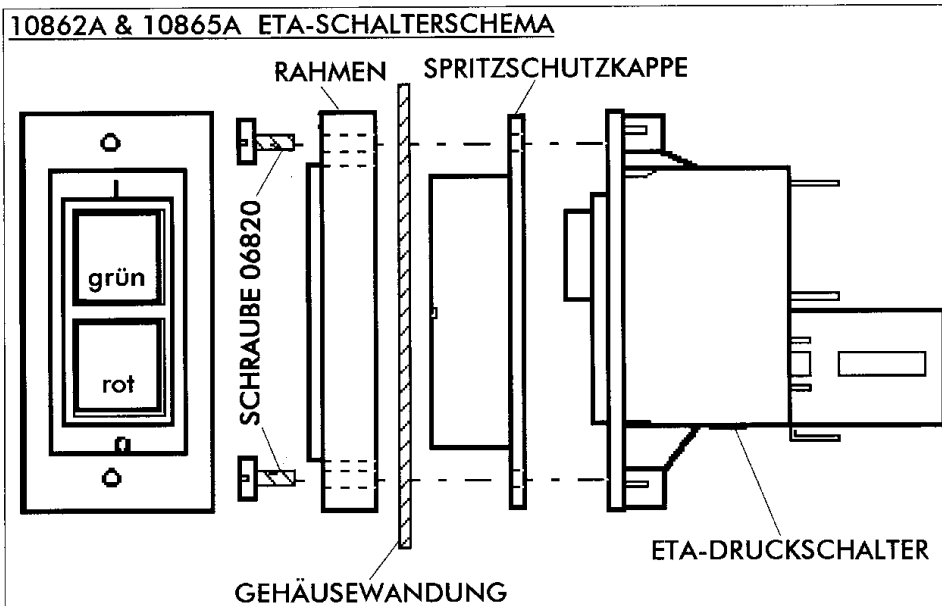 10862A & 10865A ETA-SCHALTERSCHEMA
RAHMEN
SPRITZSCHUTZKAPPE
grün
rot
SCHRAUBE 06820
ETA-DRUCKSCHALTER
GEHÄUSEWANDUNG